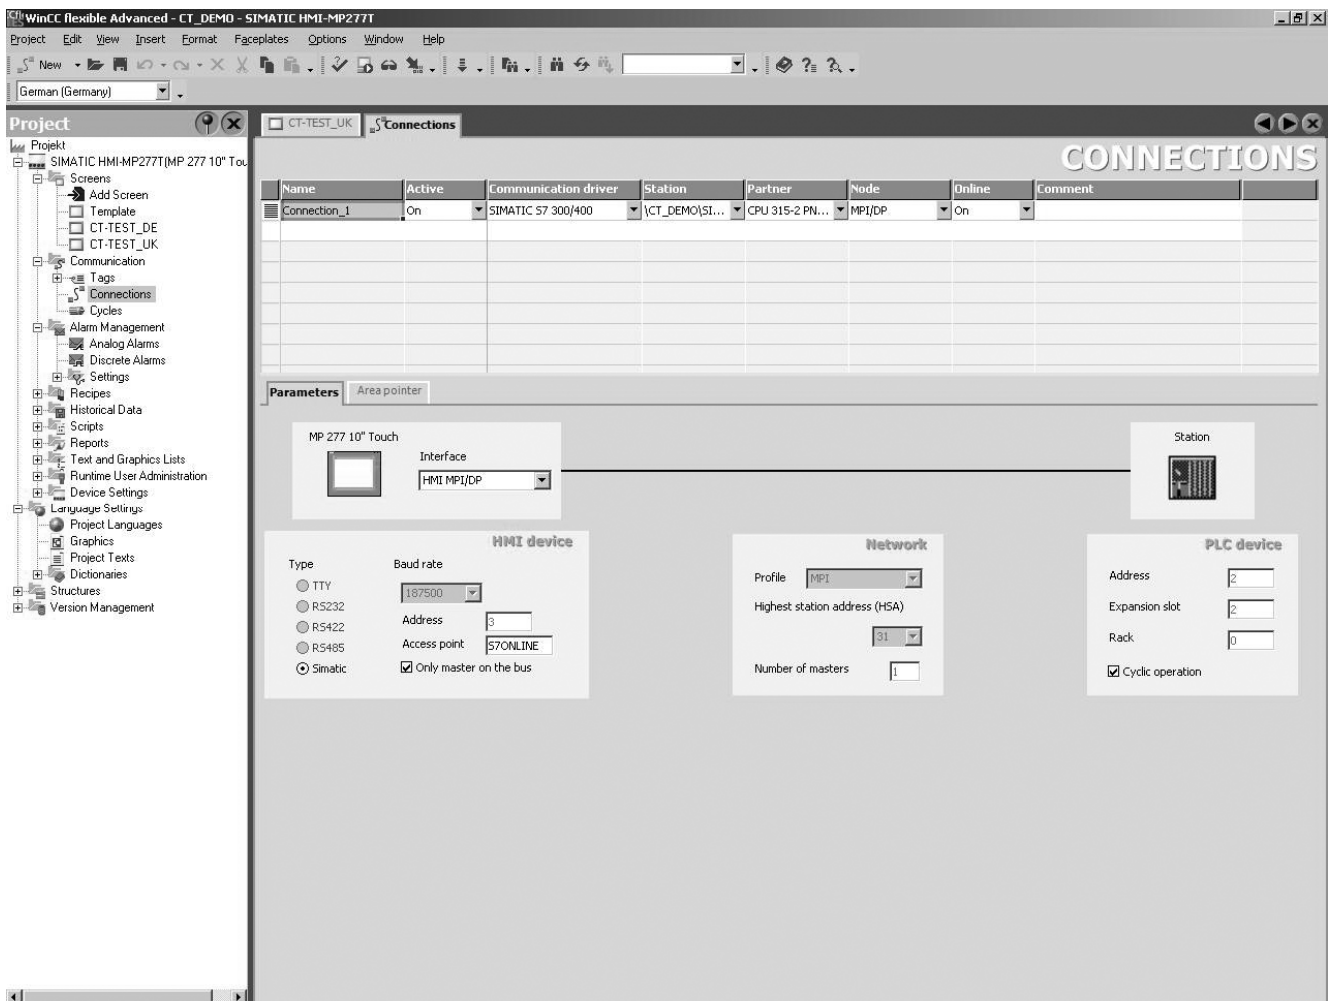 WinCC flexible Advanced - CT_DEMO - SIMATIC HMI-MP277T
Project Edit View Insert Format Faceplates Options Window Help
New
German (Germany)
Project
CT-TEST_UK Connections
CONNECTIONS
Projekt
SIMATIC HMI-MP277T(MP 277 10" Tou
Screens
Add Screen
Template
CT-TEST_DE
CT-TEST_UK
Communication
Tags
Connections
Cycles
Alarm Management
Analog Alarms
Discrete Alarms
Settings
Recipes
Historical Data
Scripts
Reports
Text and Graphics Lists
Runtime User Administration
Device Settings
Language Settings
Project Languages
Graphics
Project Texts
Dictionaries
Structures
Version Management
Name Active Communication driver Station Partner Node Online Comment
Connection_1 On SIMATIC S7 300/400 \CT_DEMO\SI... CPU 315-2 PN... MPI/DP On
Parameters Area pointer
MP 277 10" Touch
Interface
HMI MPI/DP
Station
HMI device
Type Baud rate
TTY
187500
RS232
RS422
Address 3
RS485
Access point S7ONLINE
Simatic
Only master on the bus
Network
Profile MPI
Highest station address (HSA)
31
Number of masters 1
PLC device
Address 2
Expansion slot 2
Rack 0
Cyclic operation